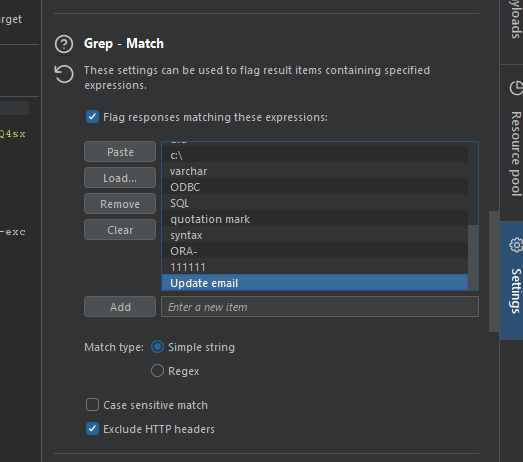 arget
Grep - Match
These settings can be used to flag result items containing specified
expressions.
Flag responses matching these expressions:
Q4sx
Paste
Load...
Remove
Clear
c:\
varchar
ODBC
SQL
quotation mark
syntax
ORA-
111111
Update email
-exc
Add
Enter a new item
Match type:
Simple string
Regex
Case sensitive match
Exclude HTTP headers
yloads
Resource pool
Settings